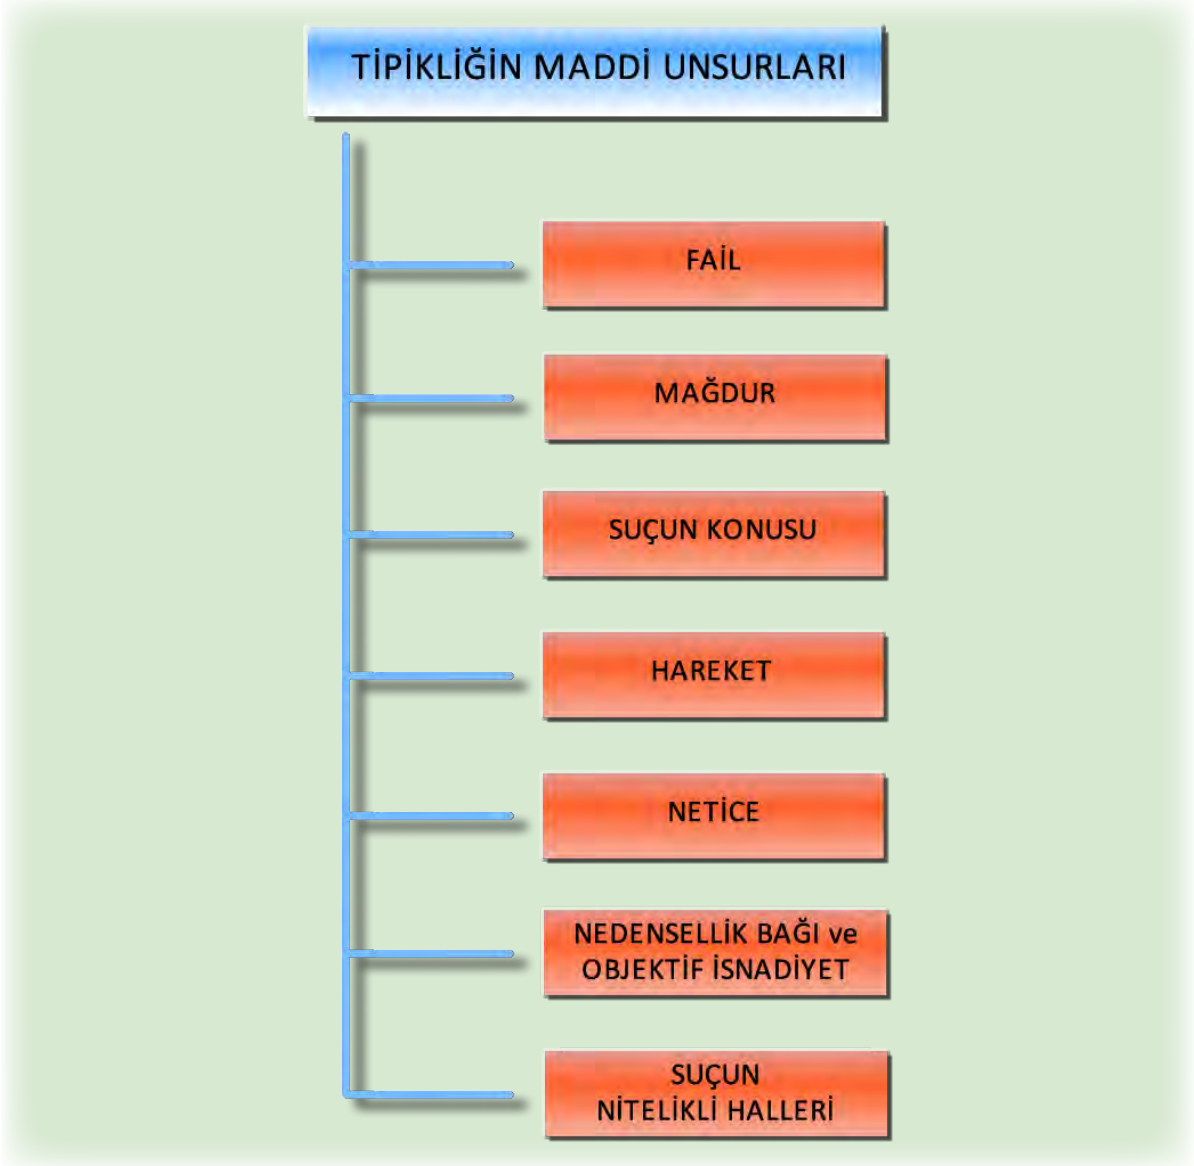 TİPİKLİĞİN MADDİ UNSURLARI
FAİL
MAĞDUR
SUÇUN KONUSU
HAREKET
NETİCE
NEDENSELLİK BAĞI ve
OBJEKTİF İSNADİYET
SUÇUN
NİTELİKLİ HALLERİ